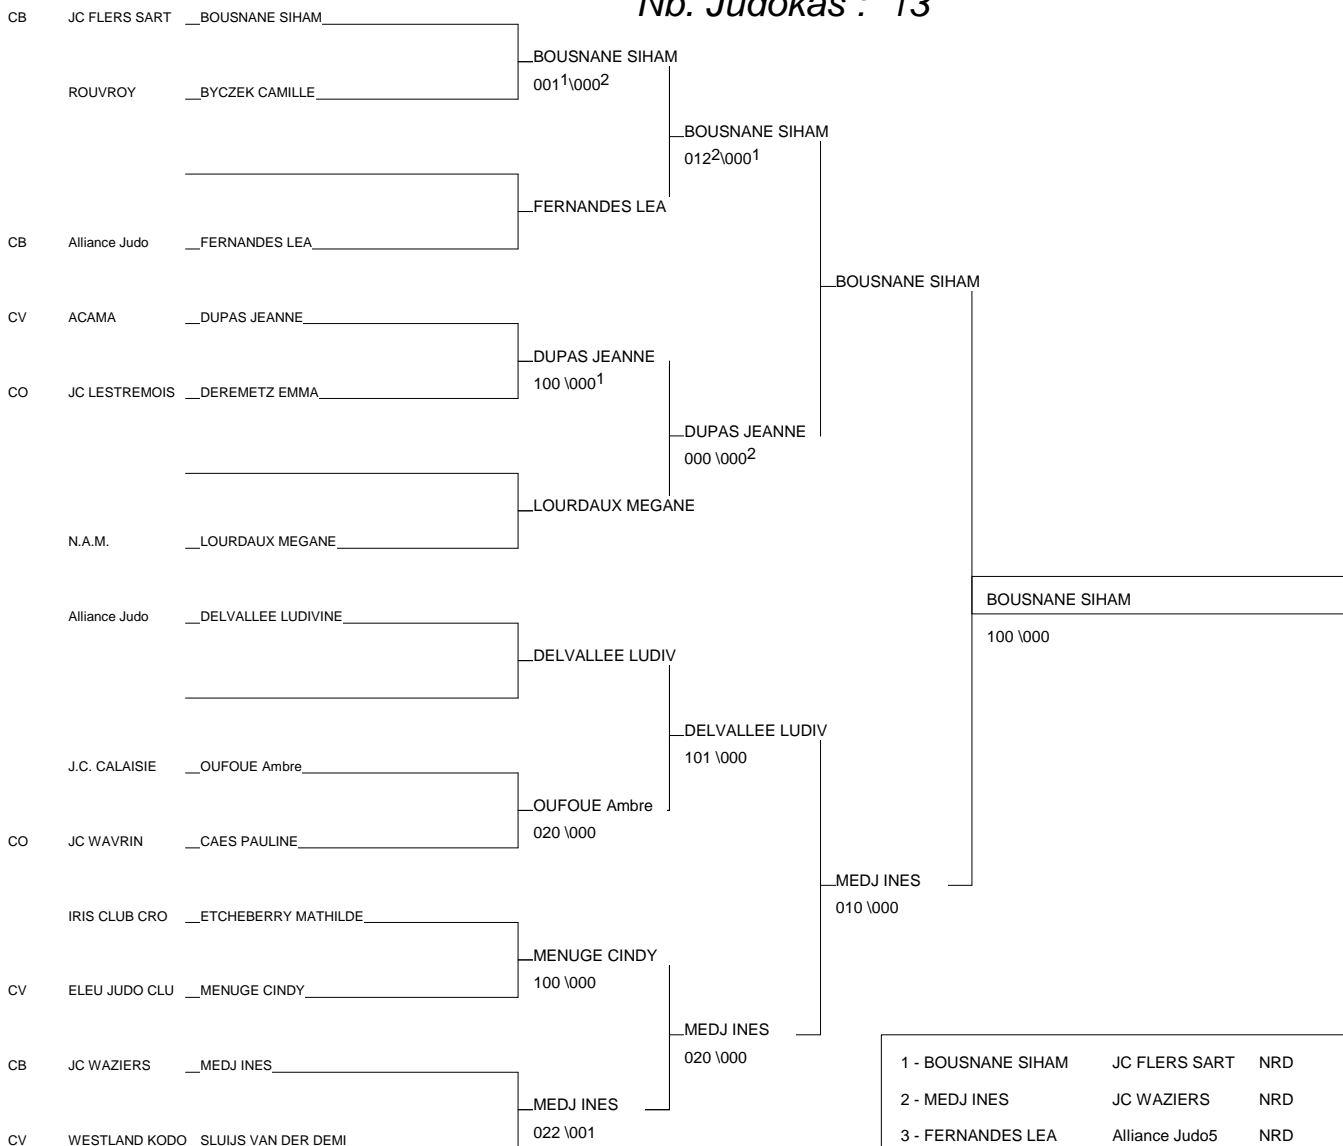 Nb. Judokas : 13
CB JC FLERS SART BOUSNANE SIHAM
BOUSNANE SIHAM
001¹\000²
ROUVROY BYCZEK CAMILLE
BOUSNANE SIHAM
012²\000¹
FERNANDES LEA
CB Alliance Judo FERNANDES LEA
BOUSNANE SIHAM
CV ACAMA DUPAS JEANNE
DUPAS JEANNE
100 \000¹
CO JC LESTREMOIS DEREMETZ EMMA
DUPAS JEANNE
000 \000²
LOURDAUX MEGANE
N.A.M. LOURDAUX MEGANE
BOUSNANE SIHAM
100 \000
Alliance Judo DELVALLEE LUDIVINE
DELVALLEE LUDIV
DELVALLEE LUDIV
101 \000
J.C. CALAISIE OUFOUE Ambre
OUFOUE Ambre
020 \000
CO JC WAVRIN CAES PAULINE
MEDJ INES
010 \000
IRIS CLUB CRO ETCHEBERRY MATHILDE
MENUGE CINDY
100 \000
CV ELEU JUDO CLU MENUGE CINDY
MEDJ INES
020 \000
CB JC WAZIERS MEDJ INES
MEDJ INES
022 \001
CV WESTLAND KODO SLUIJS VAN DER DEMI
1 - BOUSNANE SIHAM JC FLERS SART NRD
2 - MEDJ INES JC WAZIERS NRD
3 - FERNANDES LEA Alliance Judo5 NRD